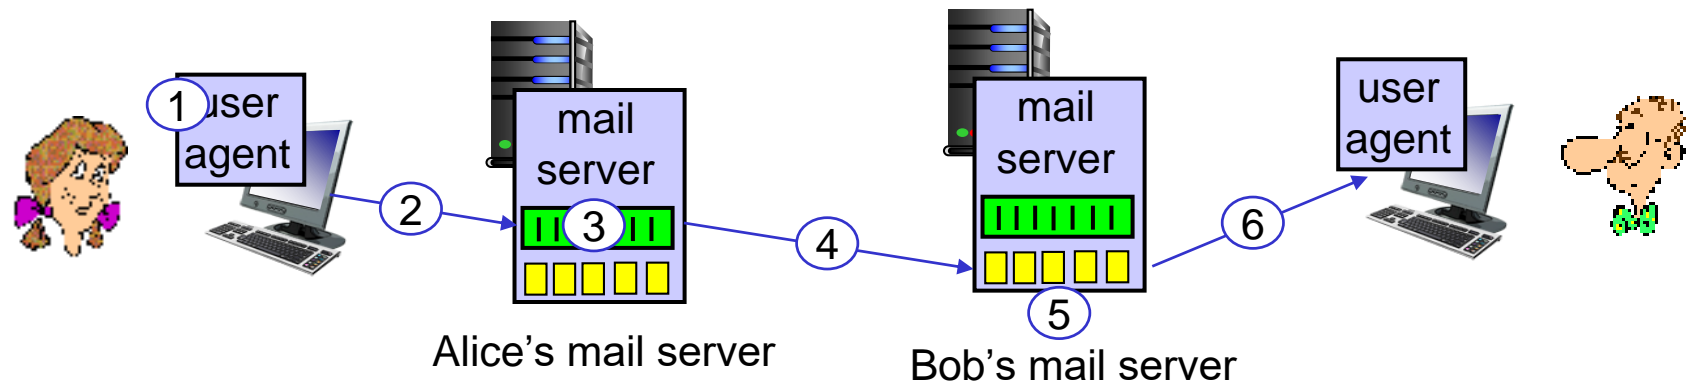 1
user
agent
2
mail
server
3
Alice's mail server
4
mail
server
5
Bob's mail server
6
user
agent